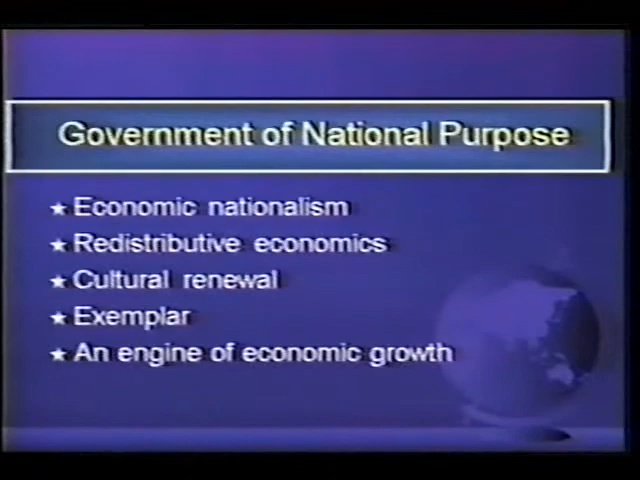 Government of National Purpose
★ Economic nationalism
★ Redistributive economics
★ Cultural renewal
★ Exemplar
★ An engine of economic growth